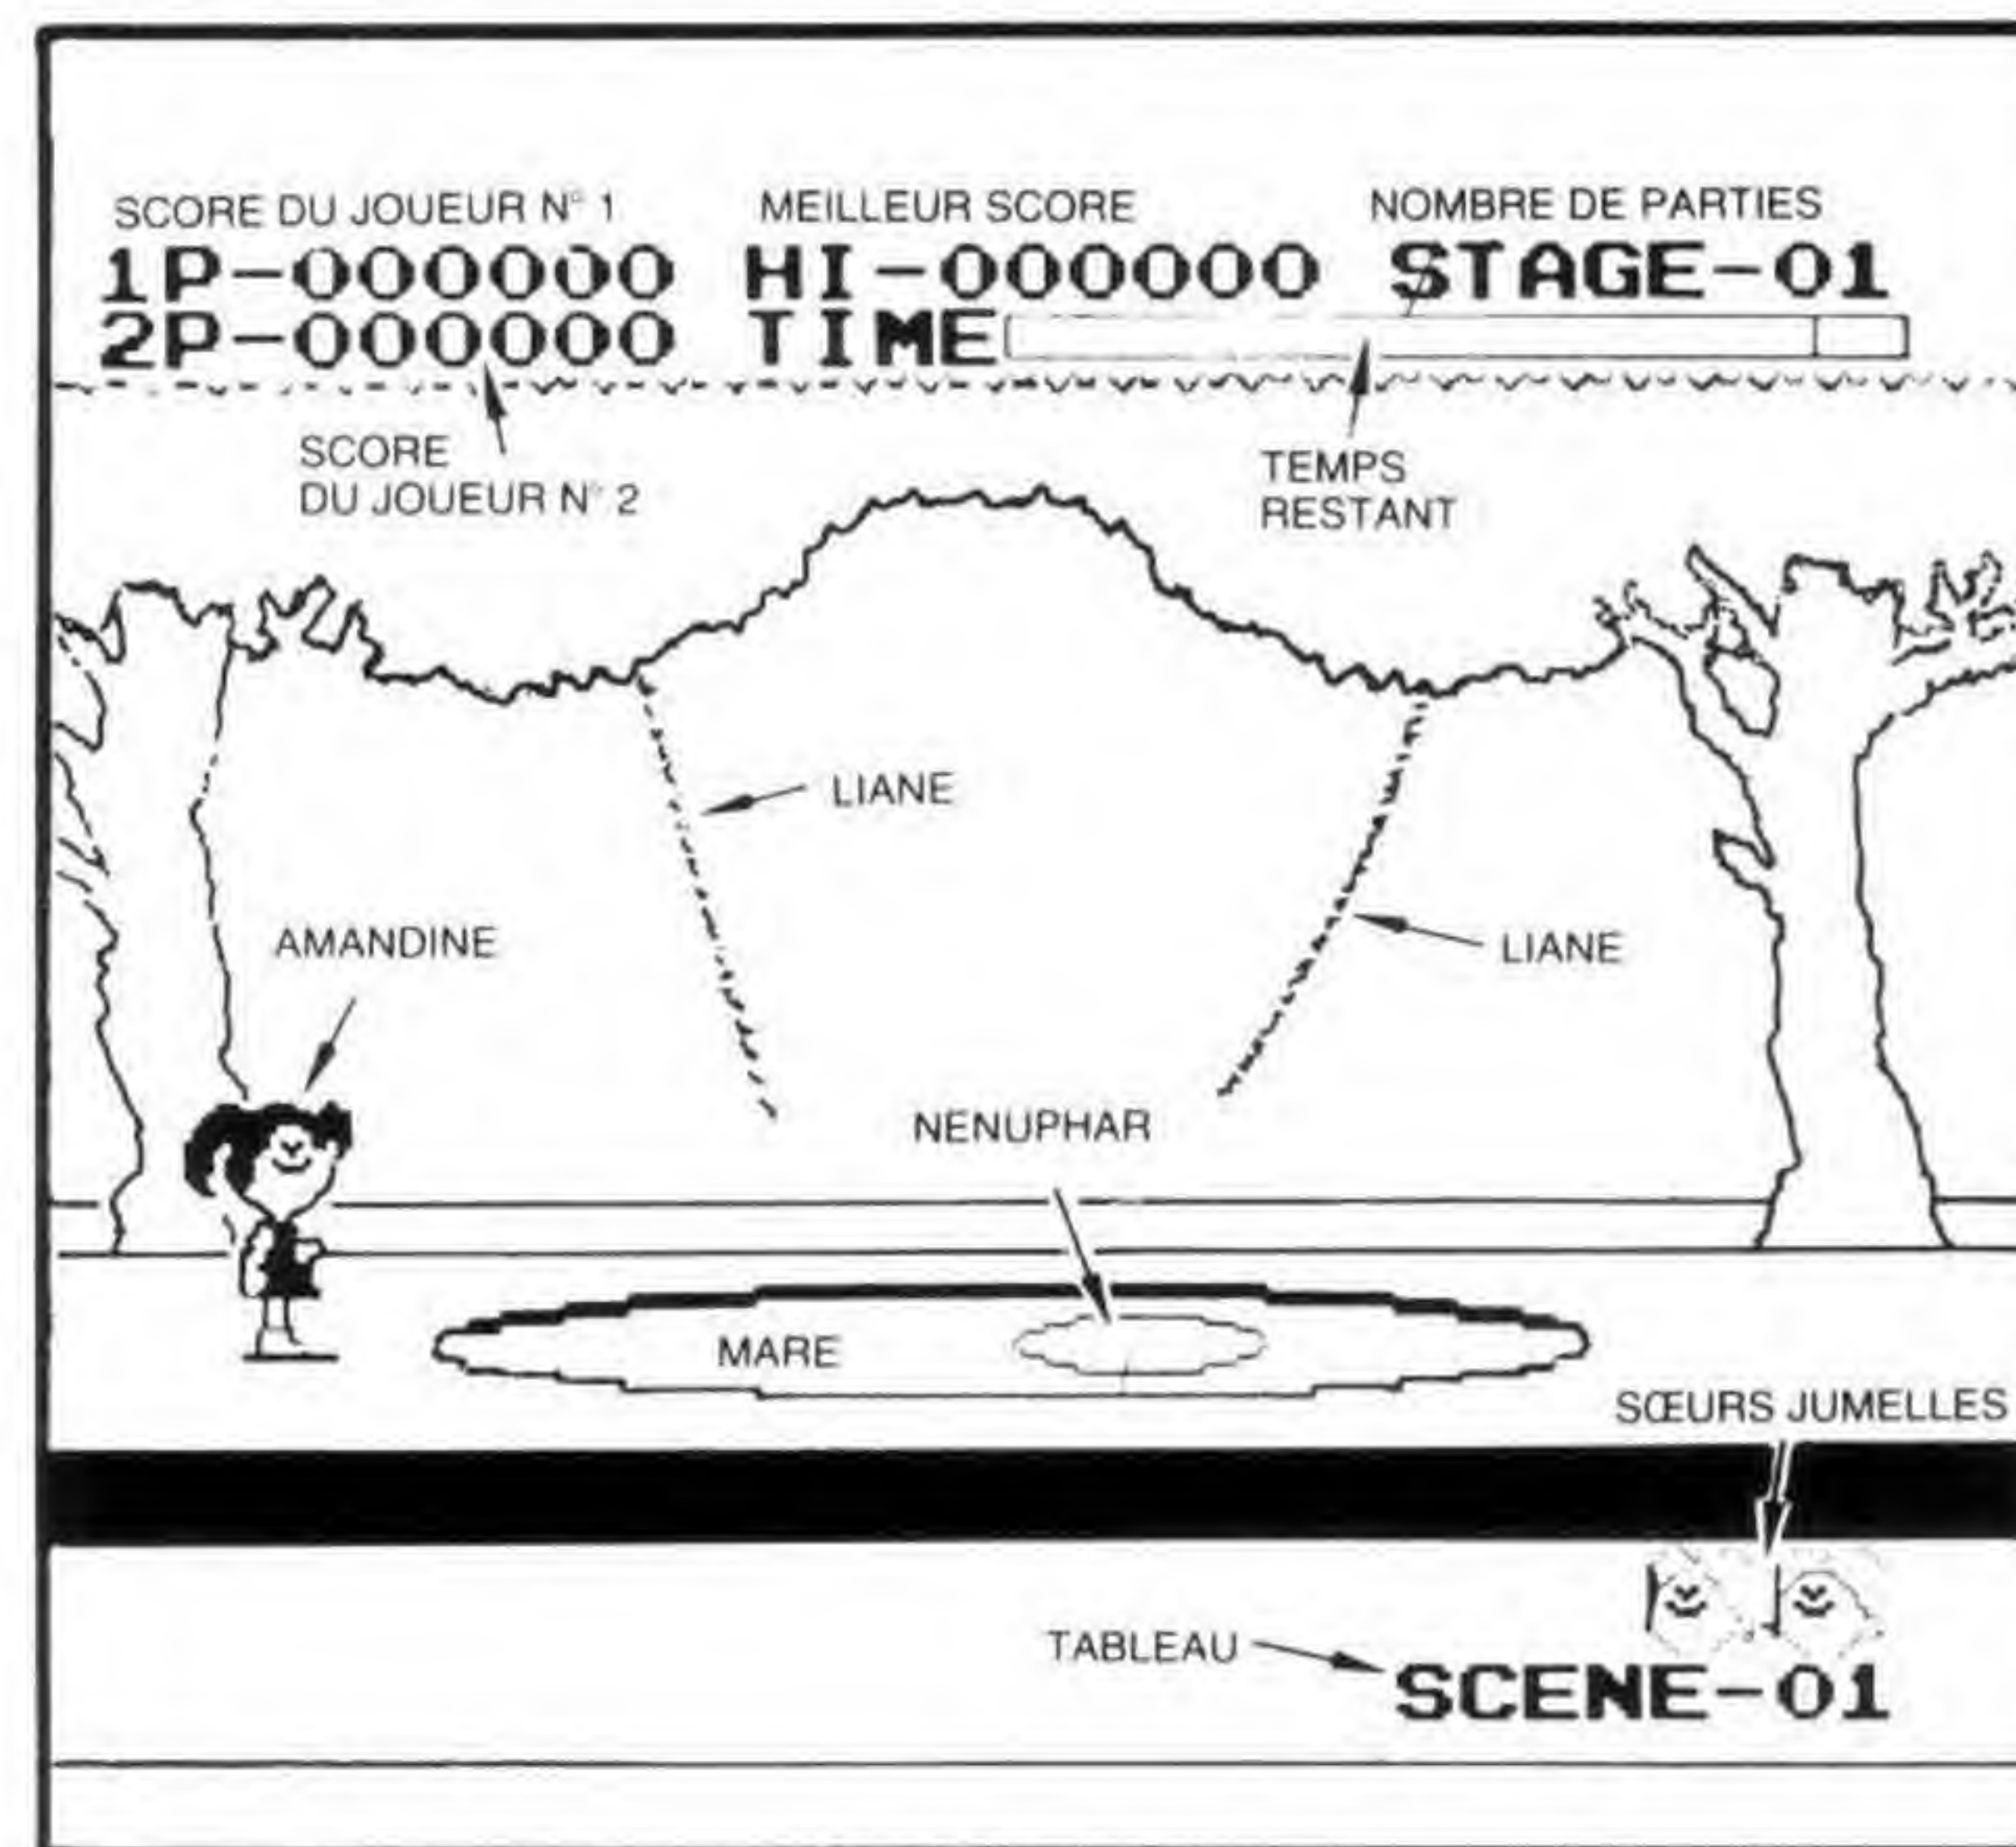 SCORE DU JOUEUR N° 1 MEILLEUR SCORE NOMBRE DE PARTIES
1P-000000 HI-000000 STAGE-01
2P-000000 TIME
SCORE
DU JOUEUR N° 2
TEMPS
RESTANT
LIANE
AMANDINE
LIANE
NENUPHAR
MARE
SŒURS JUMELLES
TABLEAU
SCENE-01